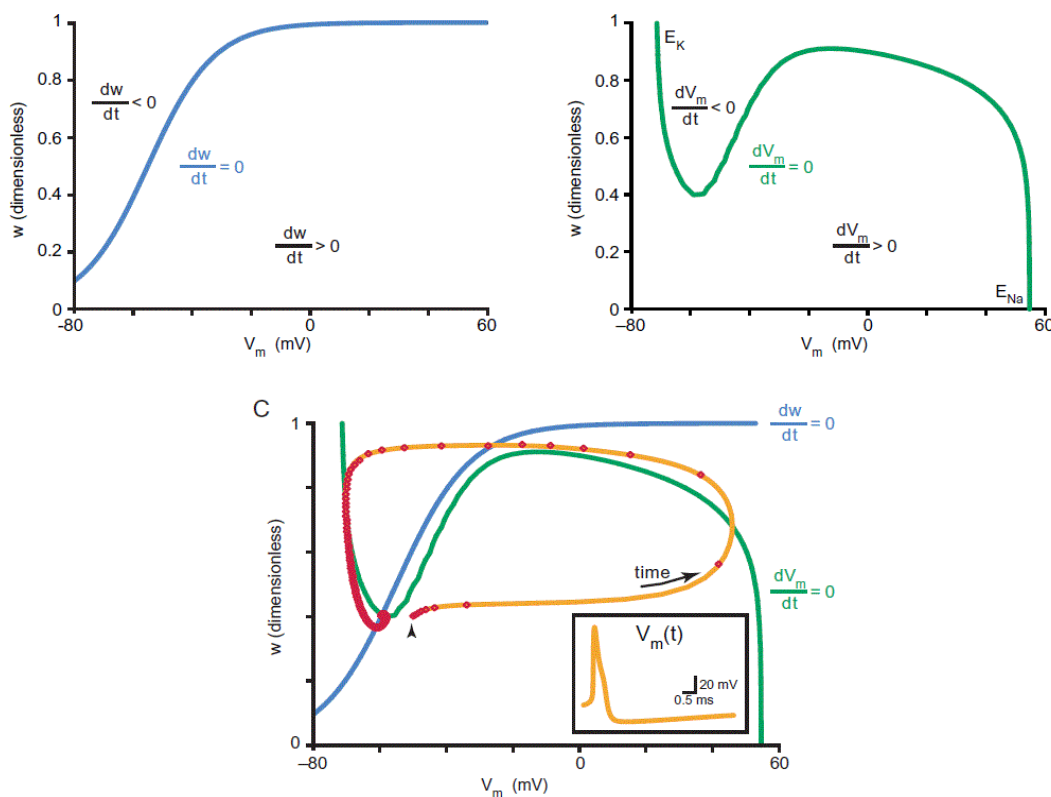 1
0.8
0.6
0.4
0.2
0
w (dimensionless)
dw/dt < 0
dw/dt = 0
dw/dt > 0
-80
0
60
V_m (mV)
1
0.8
0.6
0.4
0.2
0
w (dimensionless)
E_K
dV_m/dt < 0
dV_m/dt = 0
dV_m/dt > 0
E_Na
–80
0
60
V_m (mV)
C
1
0
w (dimensionless)
dw/dt = 0
time
dV_m/dt = 0
V_m(t)
20 mV
0.5 ms
–80
0
60
V_m (mV)